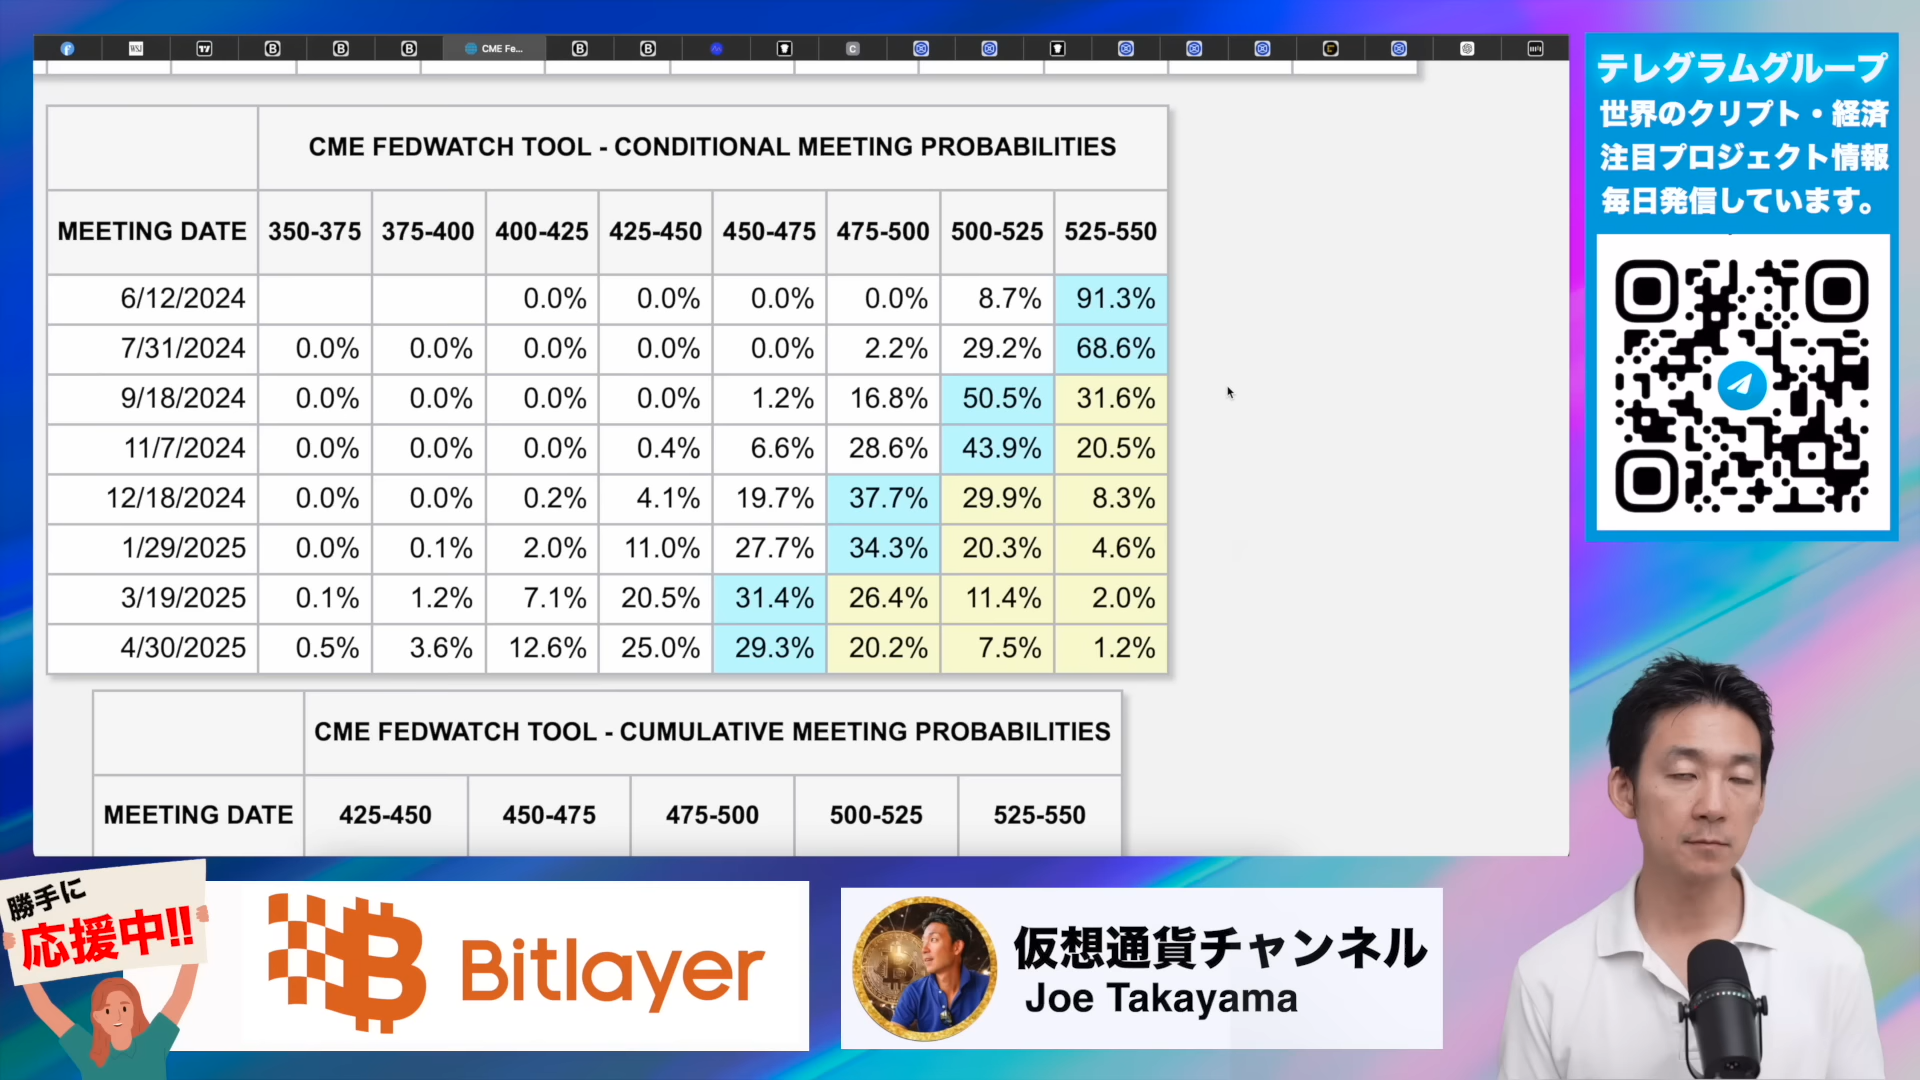 CME Fe...
テレグラムグループ
世界のクリプト・経済
注目プロジェクト情報
毎日発信しています。
CME FEDWATCH TOOL - CONDITIONAL MEETING PROBABILITIES
MEETING DATE 350-375 375-400 400-425 425-450 450-475 475-500 500-525 525-550
6/12/2024 0.0% 0.0% 0.0% 0.0% 8.7% 91.3%
7/31/2024 0.0% 0.0% 0.0% 0.0% 0.0% 2.2% 29.2% 68.6%
9/18/2024 0.0% 0.0% 0.0% 0.0% 1.2% 16.8% 50.5% 31.6%
11/7/2024 0.0% 0.0% 0.0% 0.4% 6.6% 28.6% 43.9% 20.5%
12/18/2024 0.0% 0.0% 0.2% 4.1% 19.7% 37.7% 29.9% 8.3%
1/29/2025 0.0% 0.1% 2.0% 11.0% 27.7% 34.3% 20.3% 4.6%
3/19/2025 0.1% 1.2% 7.1% 20.5% 31.4% 26.4% 11.4% 2.0%
4/30/2025 0.5% 3.6% 12.6% 25.0% 29.3% 20.2% 7.5% 1.2%
CME FEDWATCH TOOL - CUMULATIVE MEETING PROBABILITIES
MEETING DATE 425-450 450-475 475-500 500-525 525-550
勝手に
応援中!!
Bitlayer
仮想通貨チャンネル
Joe Takayama